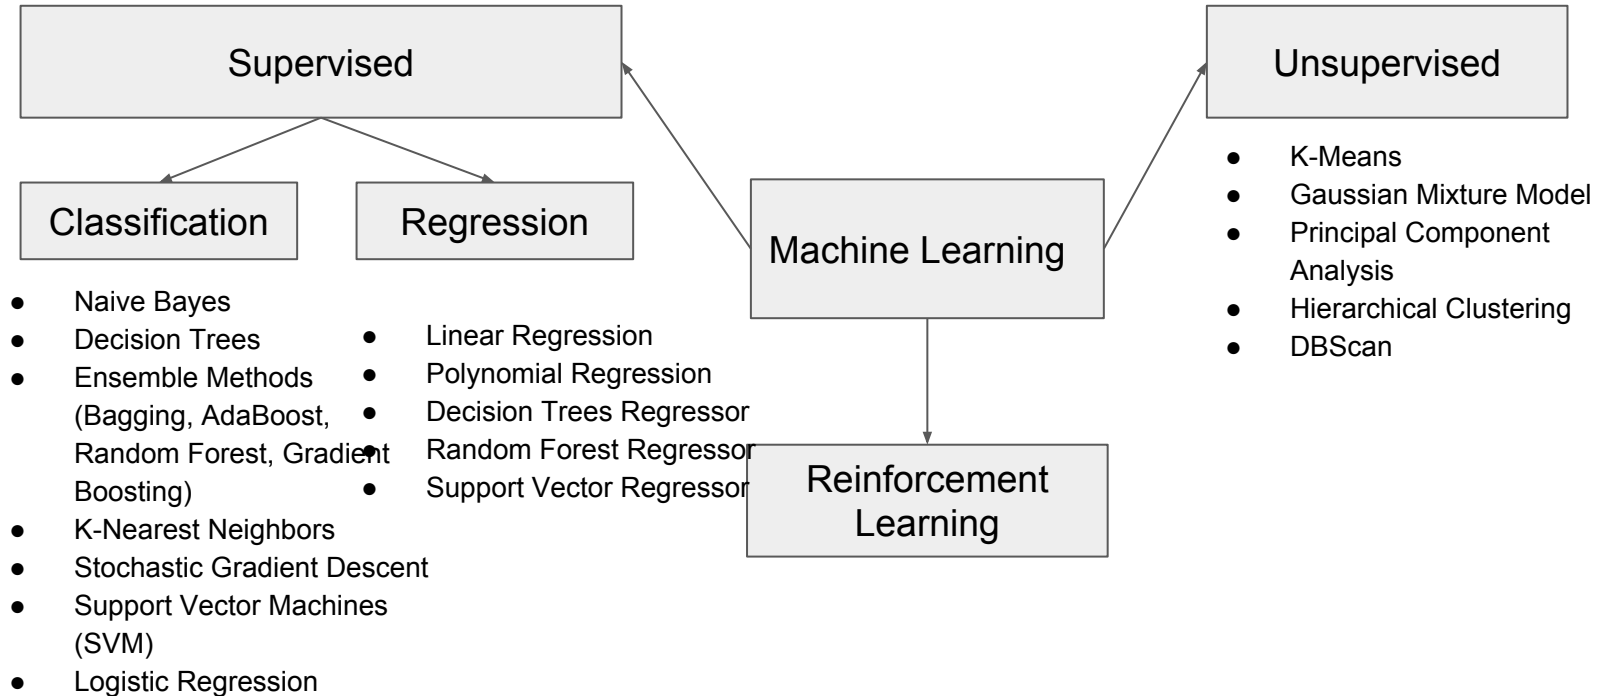 Supervised
Classification
Naive Bayes
Decision Trees
Ensemble Methods
(Bagging, AdaBoost,
Random Forest, Gradient
Boosting)
K-Nearest Neighbors
Stochastic Gradient Descent
Support Vector Machines
(SVM)
Logistic Regression
Regression
Linear Regression
Polynomial Regression
Decision Trees Regressor
Random Forest Regressor
Support Vector Regressor
Machine Learning
Reinforcement
Learning
Unsupervised
K-Means
Gaussian Mixture Model
Principal Component
Analysis
Hierarchical Clustering
DBScan